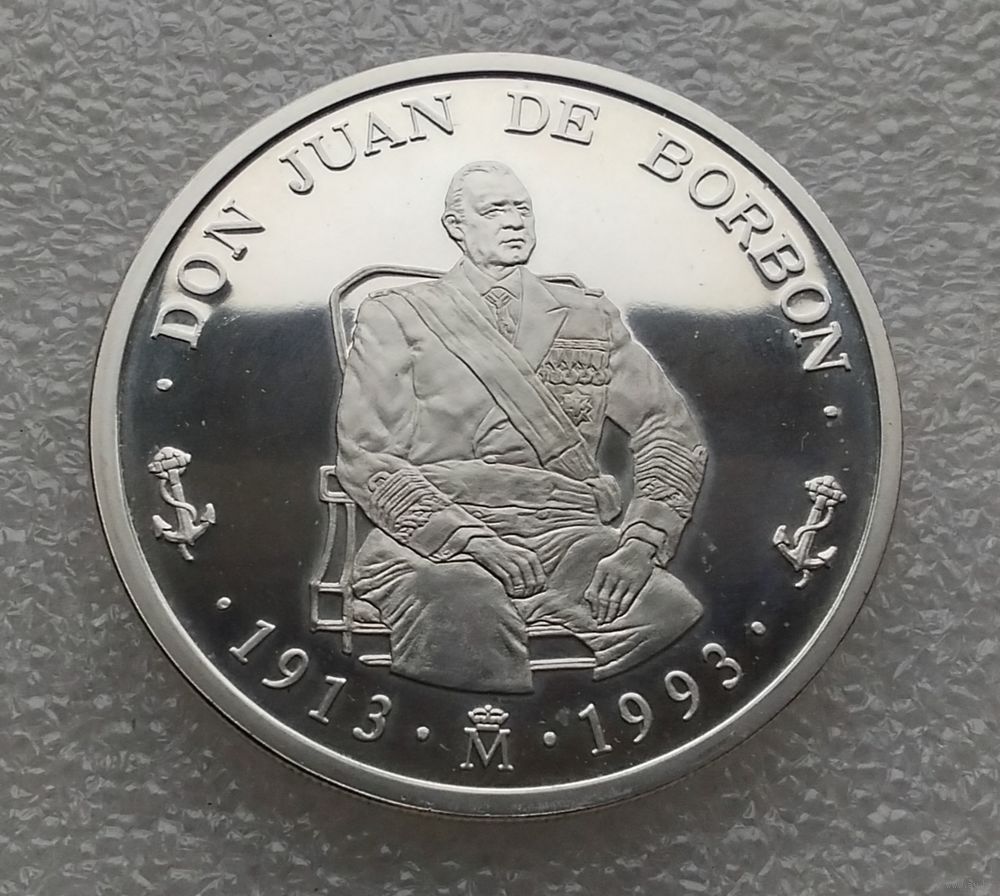 · DON JUAN DE BORBON ·
· 1913 · M · 1993 ·